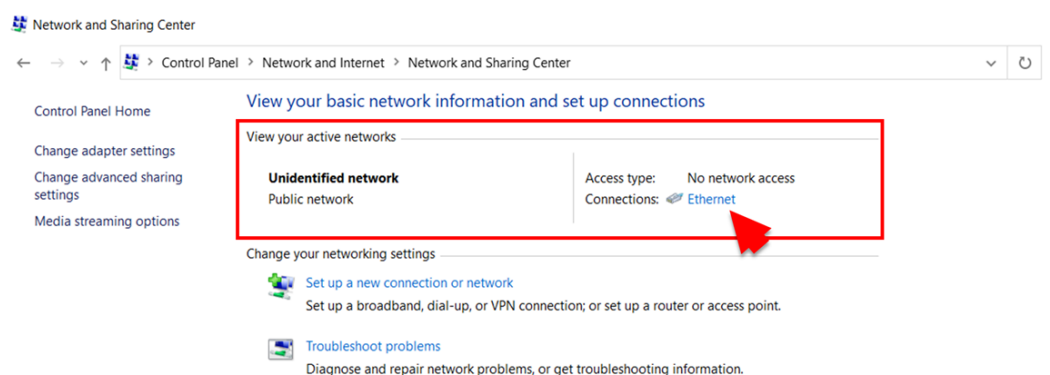 Network and Sharing Center
Control Panel > Network and Internet > Network and Sharing Center
Control Panel Home
Change adapter settings
Change advanced sharing
settings
Media streaming options
View your basic network information and set up connections
View your active networks
Unidentified network
Public network
Access type: No network access
Connections: Ethernet
Change your networking settings
Set up a new connection or network
Set up a broadband, dial-up, or VPN connection; or set up a router or access point.
Troubleshoot problems
Diagnose and repair network problems, or get troubleshooting information.